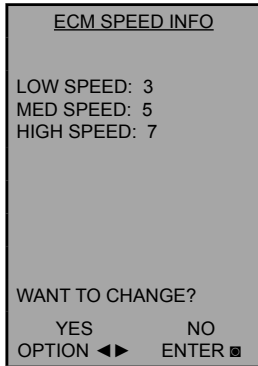 ECM SPEED INFO
LOW SPEED: 3
MED SPEED: 5
HIGH SPEED: 7
WANT TO CHANGE?
YES NO
OPTION ◄► ENTER ◙